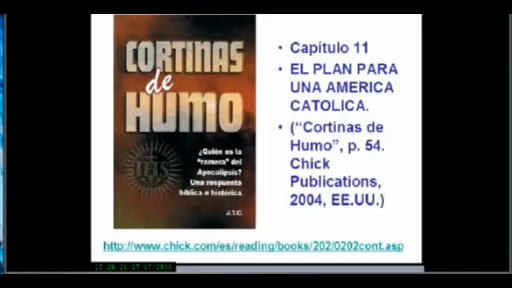 CORTINAS
de
HUMO
¿Quién es la
"ramera" del
Apocalipsis?
Una respuesta
bíblica e histórica.
J.T.C.
IHS
• Capítulo 11
• EL PLAN PARA
UNA AMERICA
CATOLICA.
• ("Cortinas de
Humo", p. 54.
Chick
Publications,
2004, EE.UU.)
http://www.chick.com/es/reading/books/202/0202cont.asp